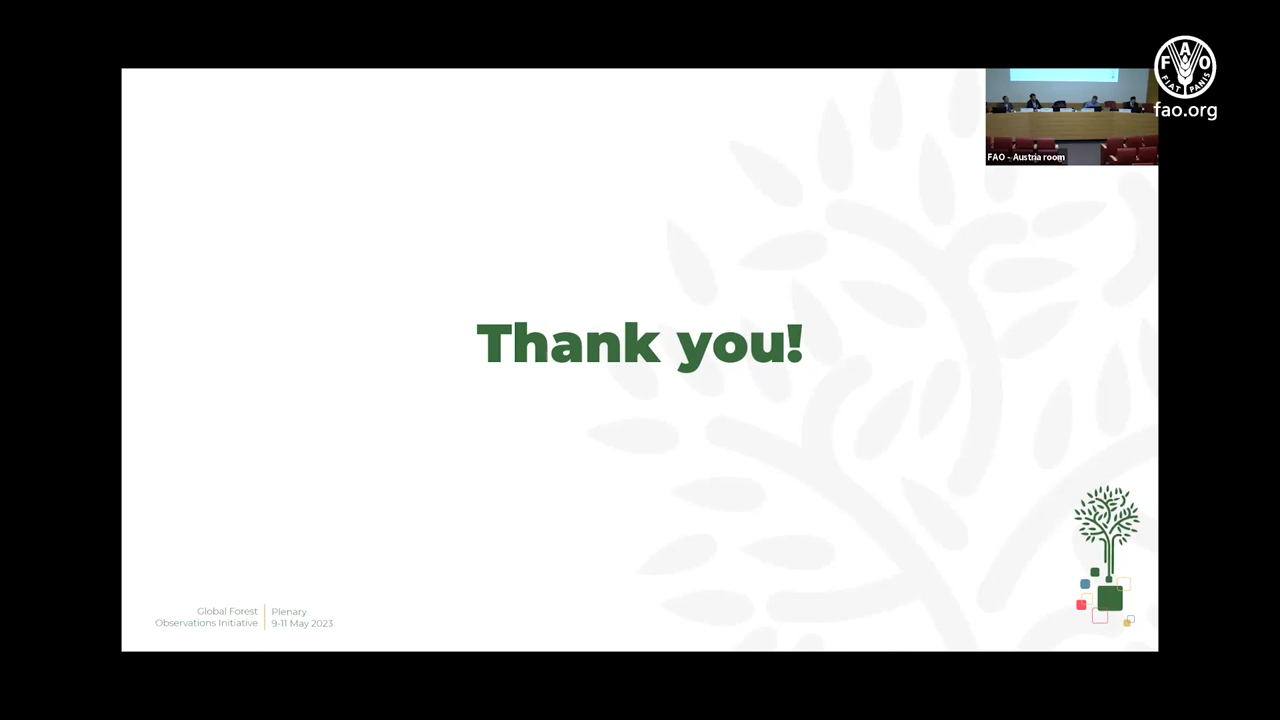 F A O
FIAT PANIS
fao.org
FAO - Austria room
Thank you!
Global Forest
Observations Initiative
Plenary
9-11 May 2023